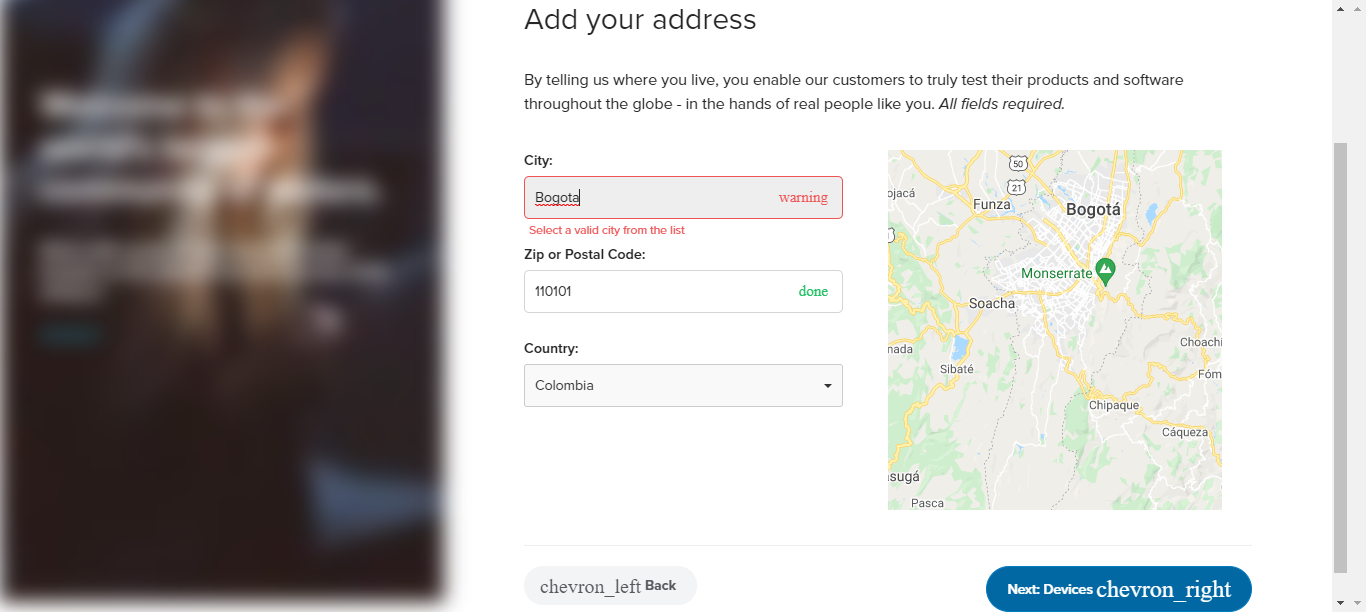 Add your address
By telling us where you live, you enable our customers to truly test their products and software
throughout the globe - in the hands of real people like you. All fields required.
City:
Bogota warning
Select a valid city from the list
Zip or Postal Code:
110101 done
Country:
Colombia
50
21
ojacá
Funza
Bogotá
Monserrate
Soacha
nada
Choachí
Sibaté
Fóm
Chipaque
Cáqueza
sugá
Pasca
chevron_left Back
Next: Devices chevron_right